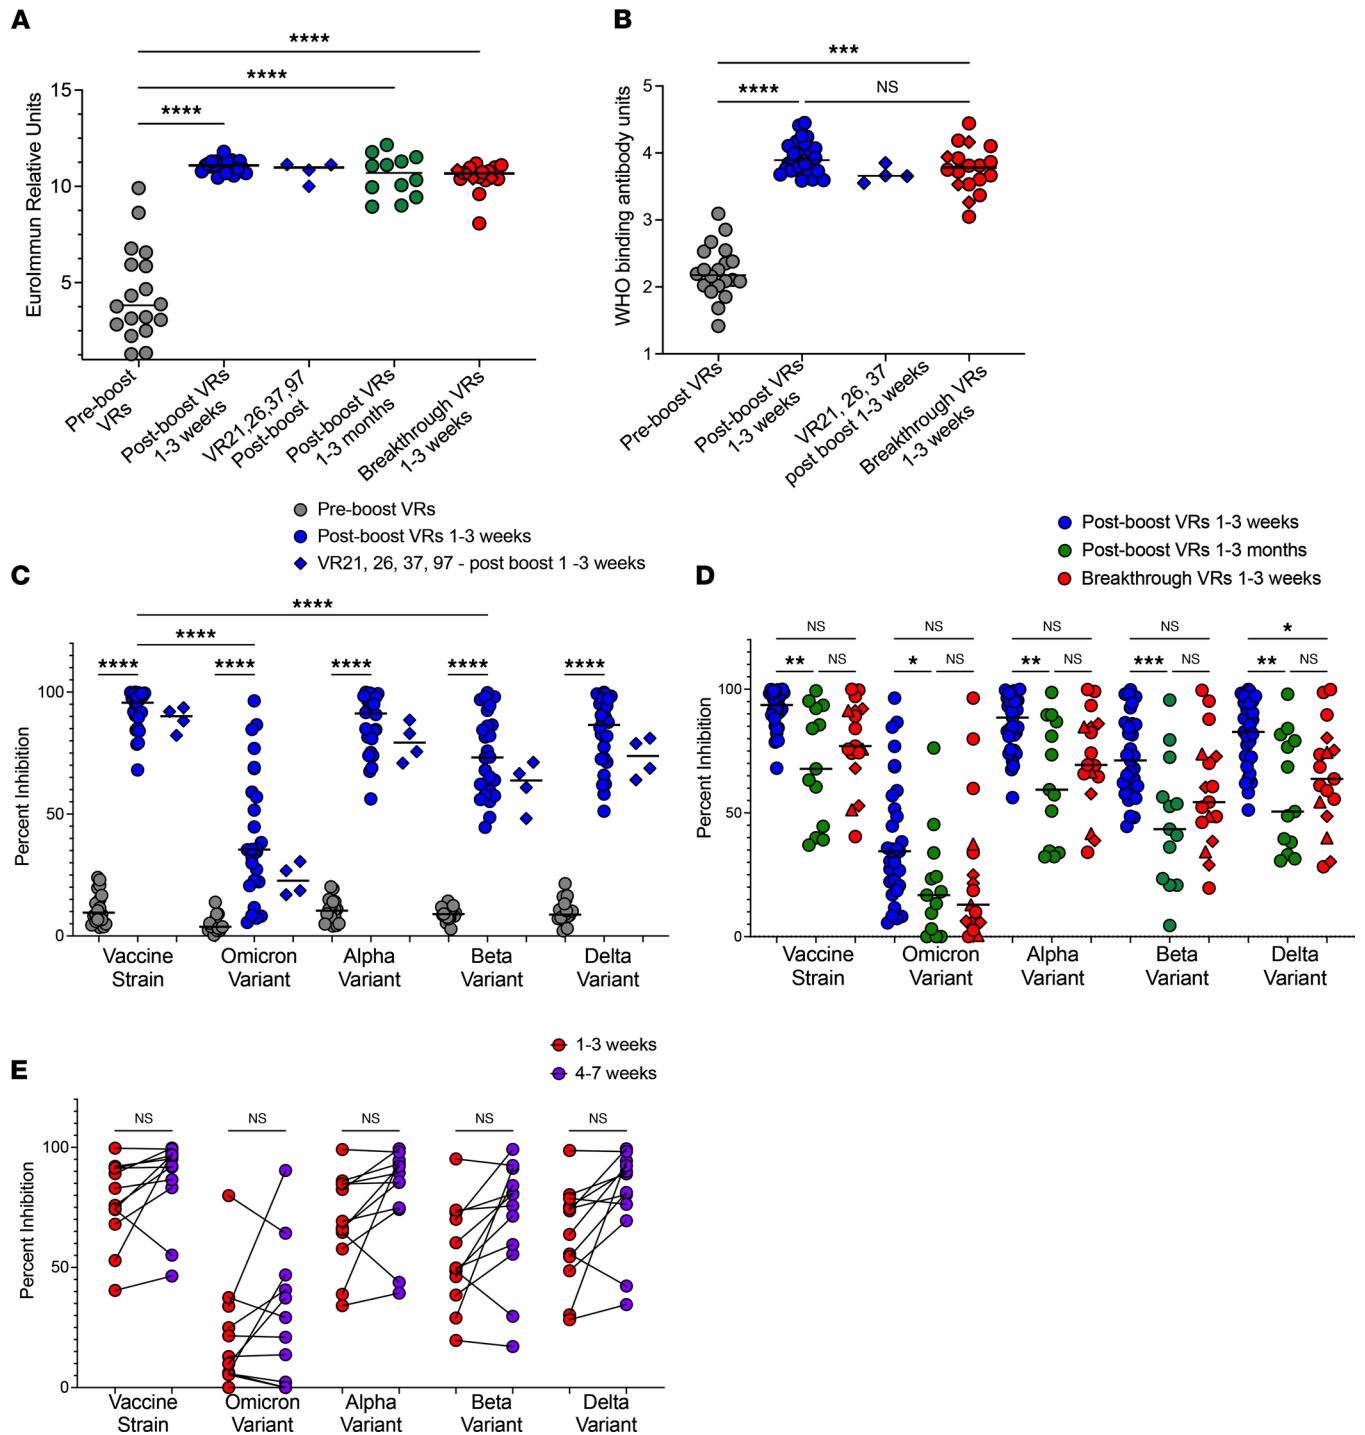 A
****
****
****
15
10
5
EuroImmun Relative Units
Pre-boost
VRs
Post-boost VRs
1-3 weeks
VR21,26,37,97
Post-boost
Post-boost VRs
1-3 months
Breakthrough VRs
1-3 weeks
B
***
****
NS
5
4
3
2
1
WHO binding antibody units
Pre-boost VRs
Post-boost VRs
1-3 weeks
VR21, 26, 37
post boost 1-3 weeks
Breakthrough VRs
1-3 weeks
Pre-boost VRs
Post-boost VRs 1-3 weeks
VR21, 26, 37, 97 - post boost 1 -3 weeks
C
****
****
**** **** **** **** ****
100
50
0
Percent Inhibition
Vaccine
Strain
Omicron
Variant
Alpha
Variant
Beta
Variant
Delta
Variant
Post-boost VRs 1-3 weeks
Post-boost VRs 1-3 months
Breakthrough VRs 1-3 weeks
D
NS NS NS NS *
** NS * NS ** NS *** NS ** NS
100
50
0
Percent Inhibition
Vaccine
Strain
Omicron
Variant
Alpha
Variant
Beta
Variant
Delta
Variant
1-3 weeks
4-7 weeks
E
NS NS NS NS NS
100
50
0
Percent Inhibition
Vaccine
Strain
Omicron
Variant
Alpha
Variant
Beta
Variant
Delta
Variant